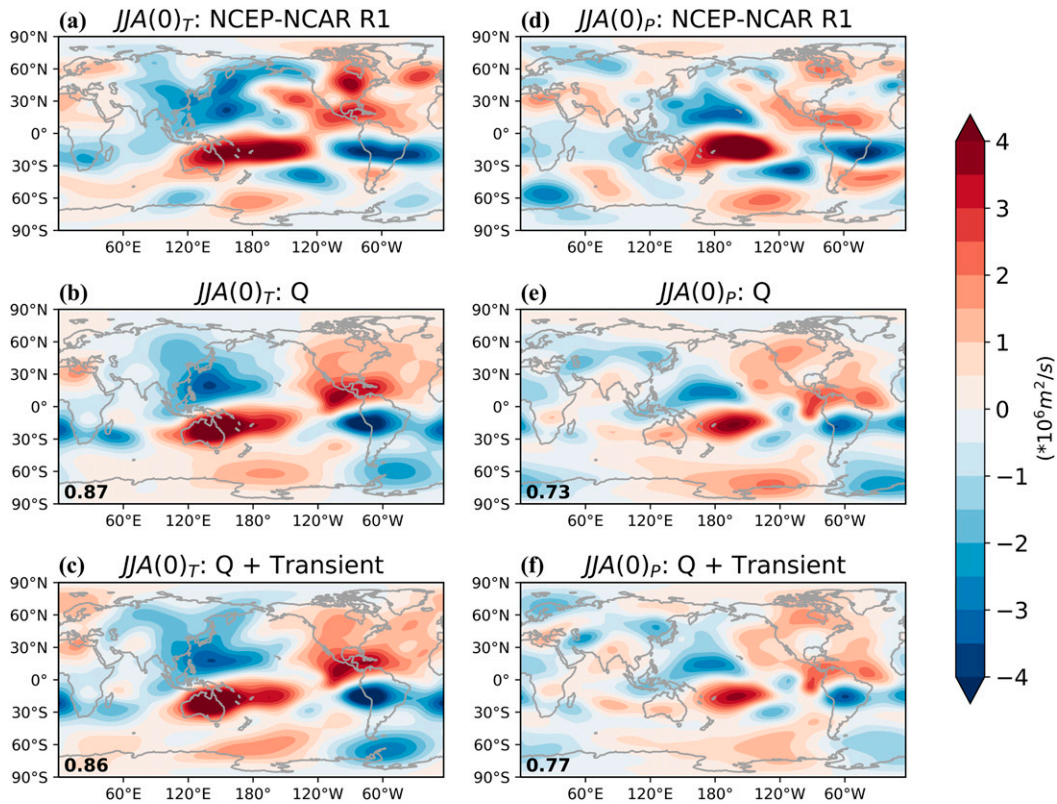 (a) JJA(0)T: NCEP-NCAR R1
90°N
60°N
30°N
0°
30°S
60°S
90°S
60°E 120°E 180° 120°W 60°W
(d) JJA(0)P: NCEP-NCAR R1
90°N
60°N
30°N
0°
30°S
60°S
90°S
60°E 120°E 180° 120°W 60°W
(b) JJA(0)T: Q
90°N
60°N
30°N
0°
30°S
60°S
90°S
0.87
60°E 120°E 180° 120°W 60°W
(e) JJA(0)P: Q
90°N
60°N
30°N
0°
30°S
60°S
90°S
0.73
60°E 120°E 180° 120°W 60°W
(c) JJA(0)T: Q + Transient
90°N
60°N
30°N
0°
30°S
60°S
90°S
0.86
60°E 120°E 180° 120°W 60°W
(f) JJA(0)P: Q + Transient
90°N
60°N
30°N
0°
30°S
60°S
90°S
0.77
60°E 120°E 180° 120°W 60°W
4
3
2
1
0
−1
−2
−3
−4
(*10⁶m²/s)